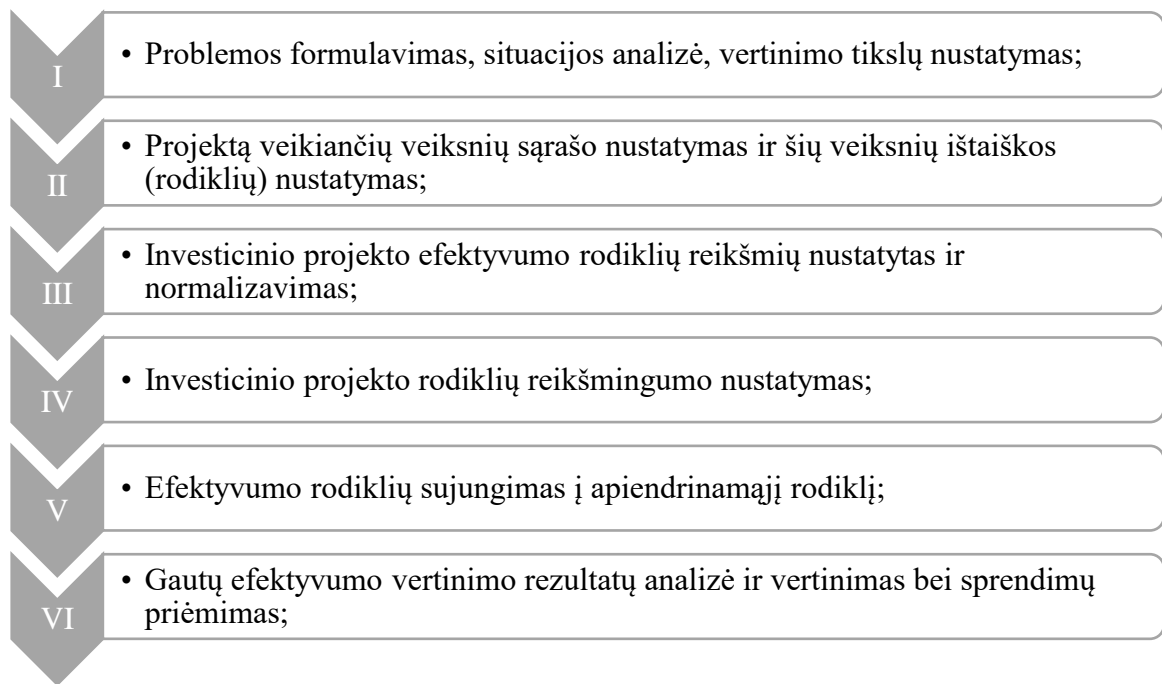 I
• Problemos formulavimas, situacijos analizė, vertinimo tikslų nustatymas;
II
• Projektą veikiančių veiksnių sąrašo nustatymas ir šių veiksnių ištaiškos
(rodiklių) nustatymas;
III
• Investicinio projekto efektyvumo rodiklių reikšmių nustatytas ir
normalizavimas;
IV
• Investicinio projekto rodiklių reikšmingumo nustatymas;
V
• Efektyvumo rodiklių sujungimas į apiendrinamąjį rodiklį;
VI
• Gautų efektyvumo vertinimo rezultatų analizė ir vertinimas bei sprendimų
priėmimas;